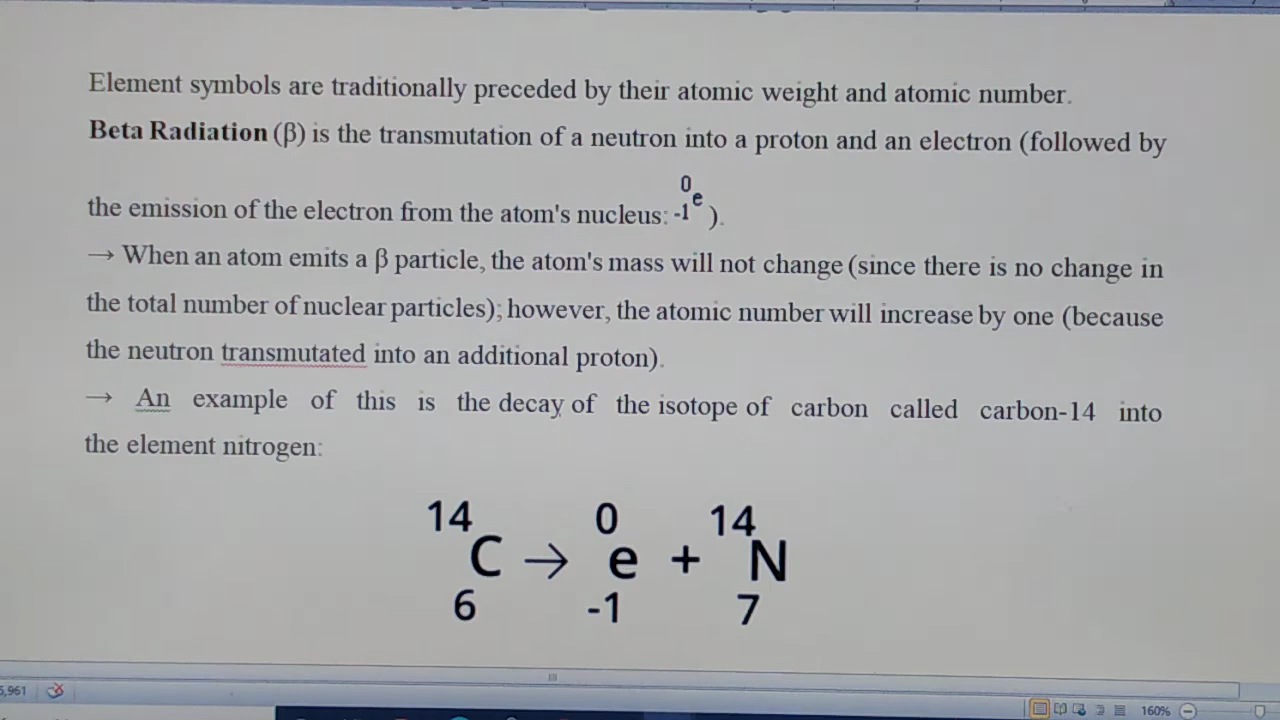 Element symbols are traditionally preceded by their atomic weight and atomic number.
Beta Radiation (β) is the transmutation of a neutron into a proton and an electron (followed by
the emission of the electron from the atom's nucleus: 0 -1 e ).
→ When an atom emits a β particle, the atom's mass will not change (since there is no change in
the total number of nuclear particles); however, the atomic number will increase by one (because
the neutron transmutated into an additional proton).
→ An example of this is the decay of the isotope of carbon called carbon-14 into
the element nitrogen:
14 0 14
C → e + N
6 -1 7
5,961
160%